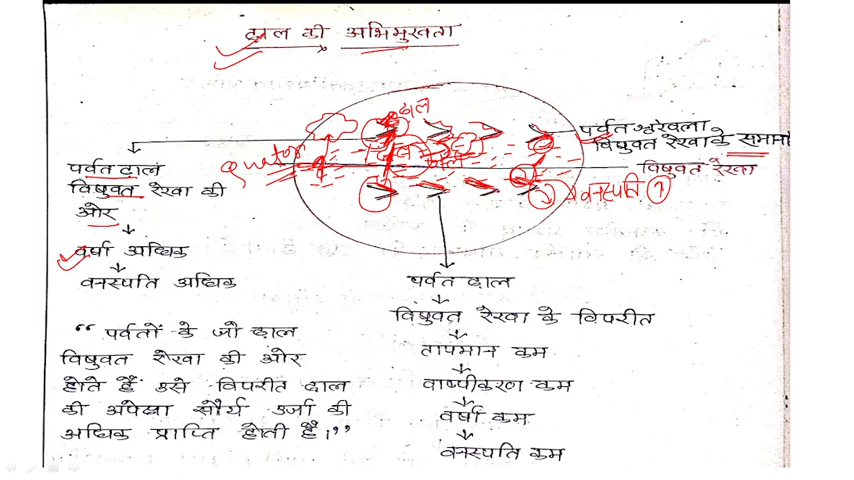 ढाल की अभिमुखता
ढाल
पर्वत श्रृंखला
विषुवत रेखा के समान्त
विषुवत रेखा
वनस्पति
पर्वत ढाल
विषुवत रेखा की
ओर
वर्षा अधिक
वनस्पति अधिक
पर्वत ढाल
विषुवत रेखा के विपरीत
तापमान कम
वाष्पीकरण कम
वर्षा कम
वनस्पति कम
“ पर्वतों के जो ढाल
विषुवत रेखा की ओर
होते हैं उसे विपरीत ढाल
की अपेक्षा सौर्य उर्जा की
अधिक प्राप्ति होती है।”